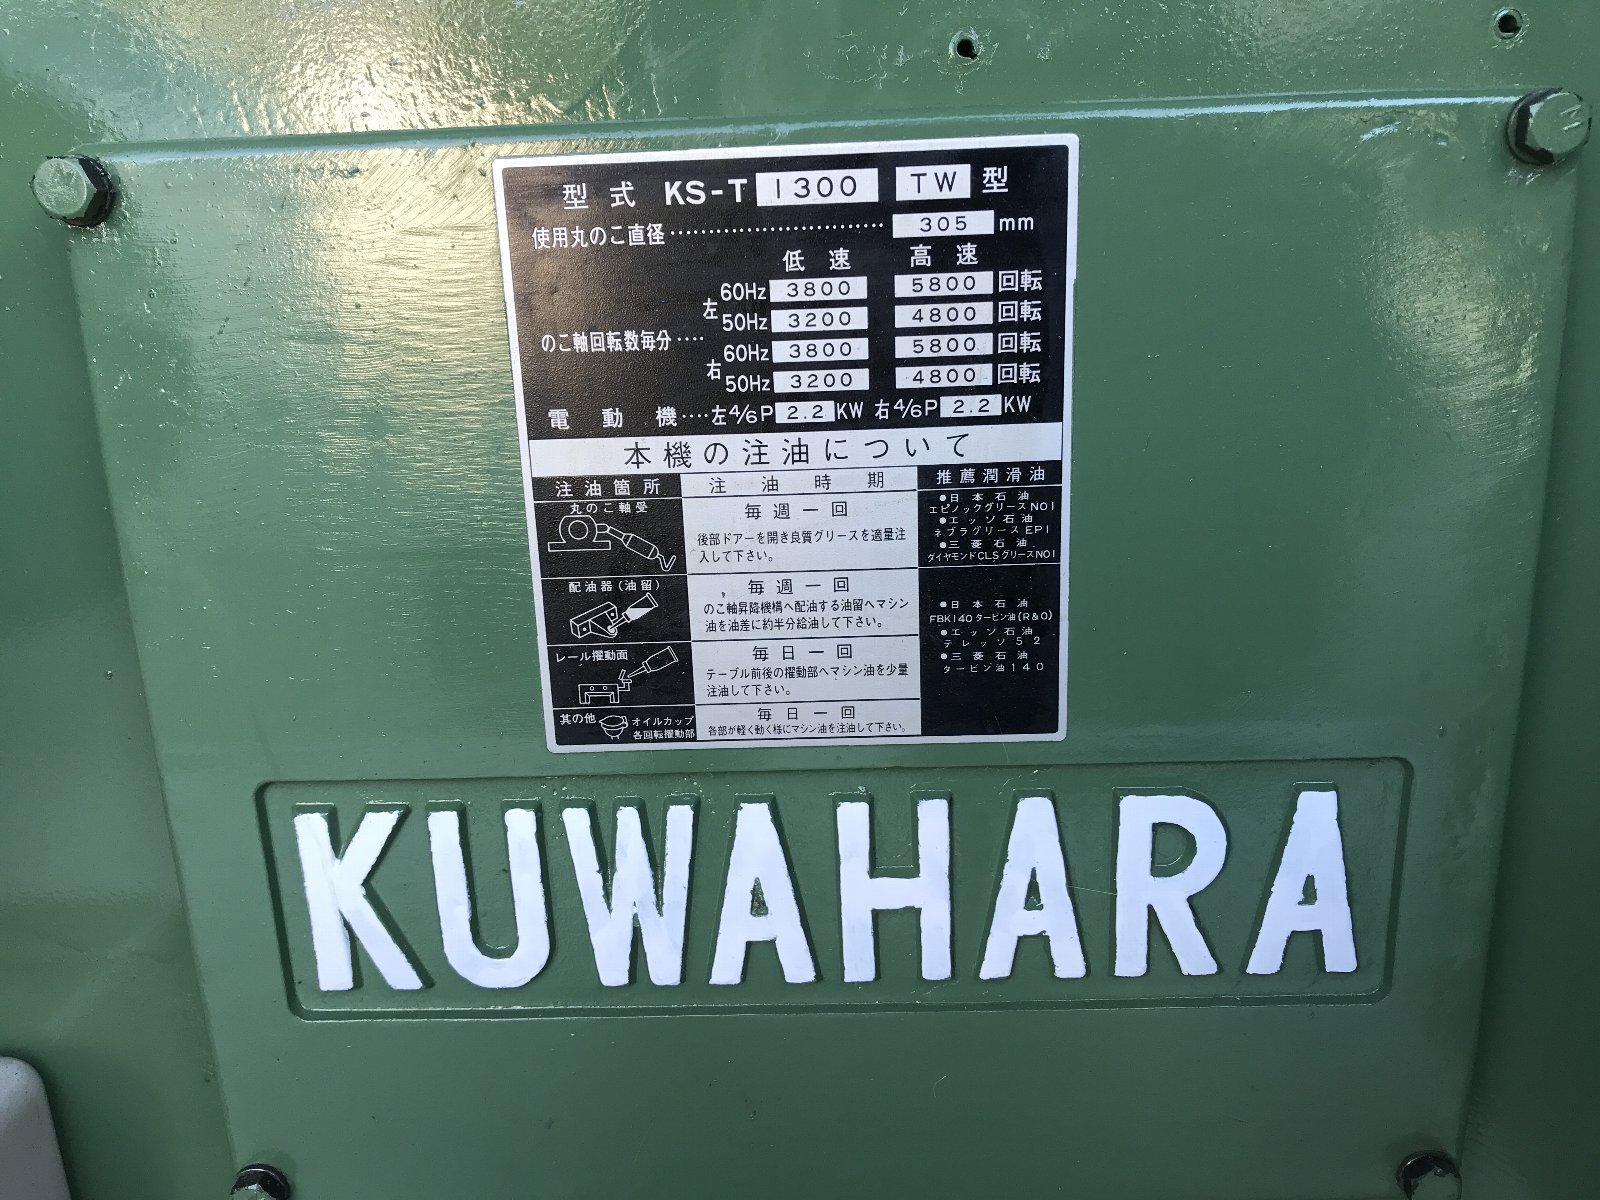 型式 KS-T 1300 TW 型
使用丸のこ直径 305 mm
低速 高速
左 60Hz 3800 5800 回転
50Hz 3200 4800 回転
のこ軸回転数毎分
右 60Hz 3800 5800 回転
50Hz 3200 4800 回転
電動機 左4/6P 2.2 KW 右4/6P 2.2 KW
本機の注油について
注油箇所 注油時期 推薦潤滑油
丸のこ軸受
毎週一回
後部ドアーを開き良質グリースを適量注
入して下さい。
●日本石油
エピノックグリースNO1
●エッソ石油
ネブラグリースEP1
●三菱石油
ダイヤモンドCLSグリースNO1
配油器(油留)
毎週一回
のこ軸昇降機構へ配油する油留へマシン
油を油差に約半分給油して下さい。
●日本石油
FBK140タービン油(R&O)
●エッソ石油
テレッソ52
●三菱石油
タービン油140
レール擢動面
毎日一回
テーブル前後の擢動部へマシン油を少量
注油して下さい。
その他 オイルカップ
各回転擢動部
毎日一回
各部が軽く動く様にマシン油を注油して下さい。
KUWAHARA